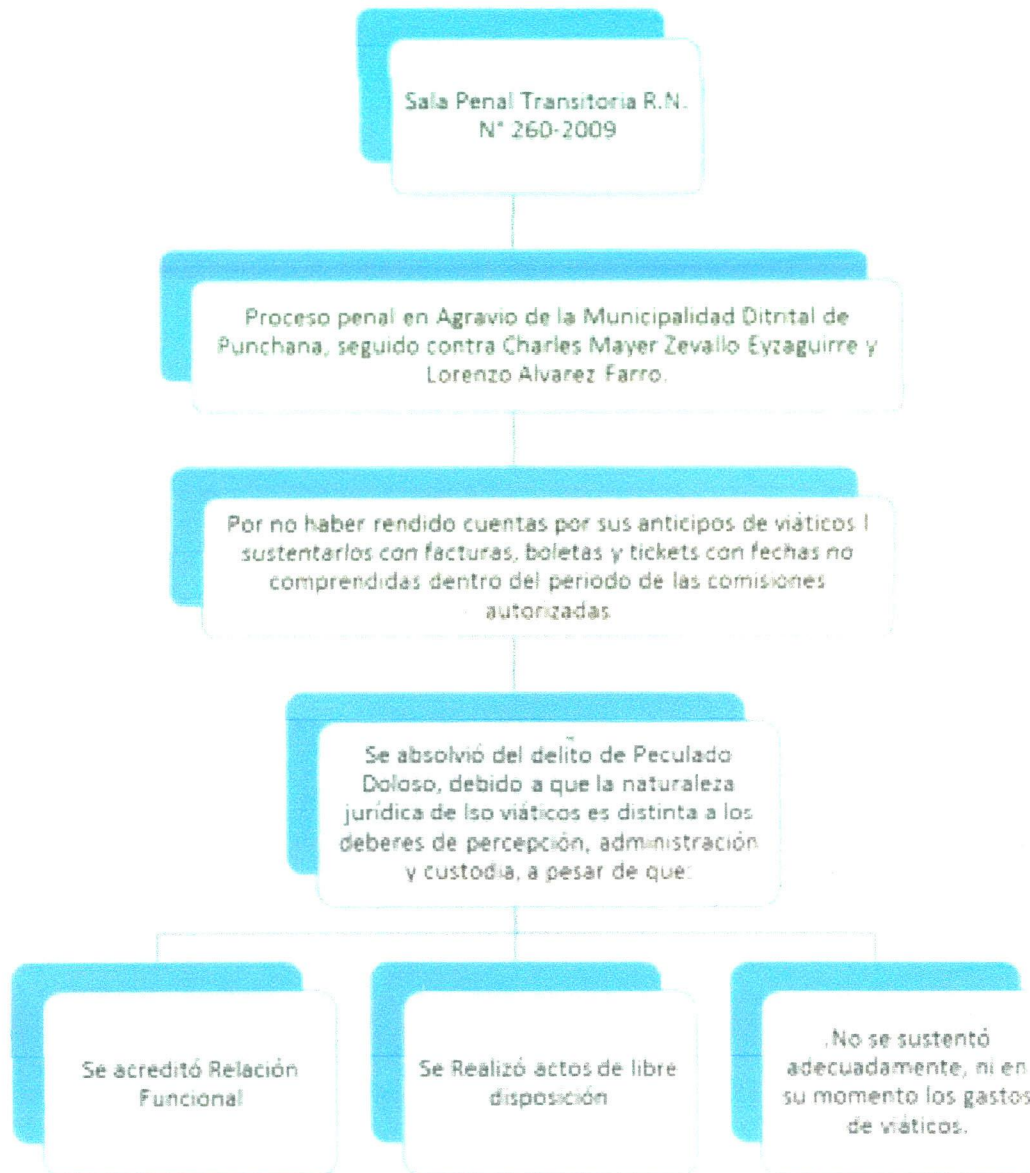 Sala Penal Transitoria R.N.
N° 260-2009
Proceso penal en Agravio de la Municipalidad Ditrital de
Punchana, seguido contra Charles Mayer Zevallo Eyzaguirre y
Lorenzo Alvarez Farro.
Por no haber rendido cuentas por sus anticipos de viáticos l
sustentarlos con facturas, boletas y tickets con fechas no
comprendidas dentro del periodo de las comisiones
autorizadas
Se absolvió del delito de Peculado
Doloso, debido a que la naturaleza
jurídica de lso viáticos es distinta a los
deberes de percepción, administración
y custodia, a pesar de que:
Se acreditó Relación
Funcional
Se Realizó actos de libre
disposición
.No se sustentó
adecuadamente, ni en
su momento los gastos
de viáticos.